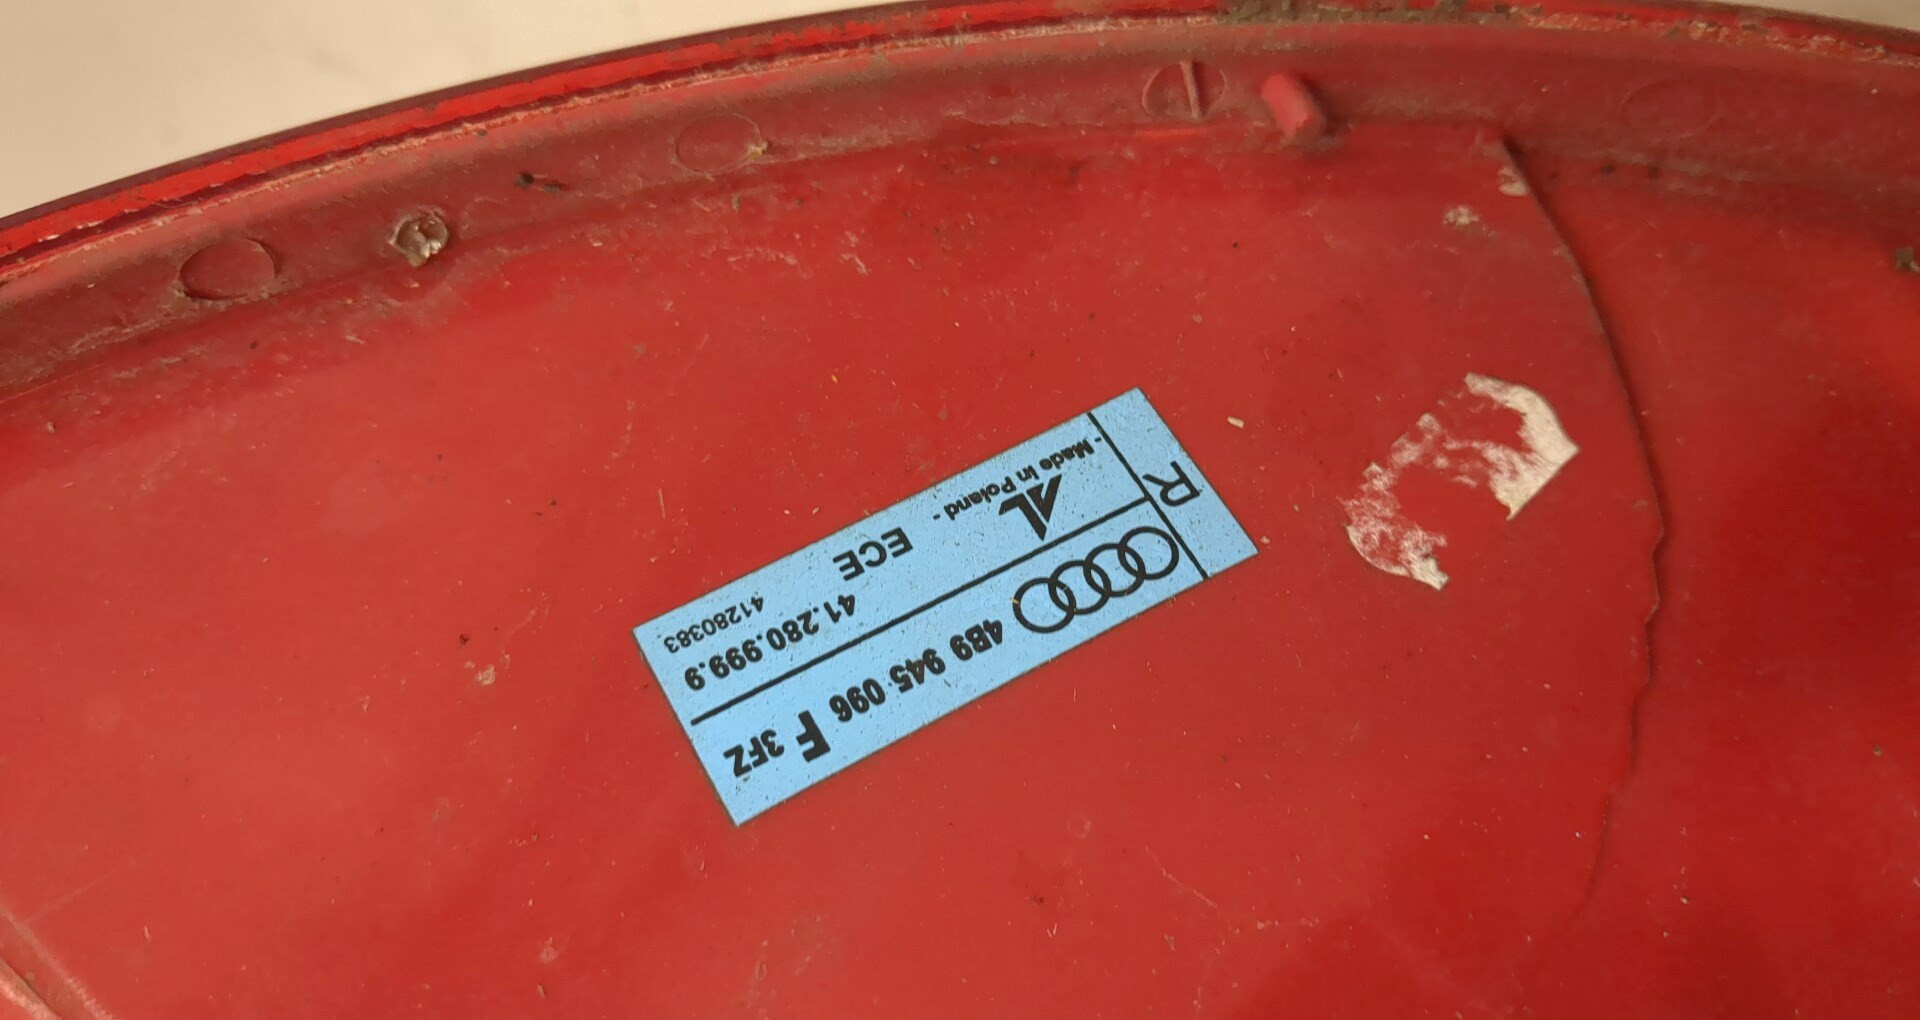 R
4B9 945 096 F 3FZ
AL
- Made in Poland -
ECE
41.280.999.9
41280383